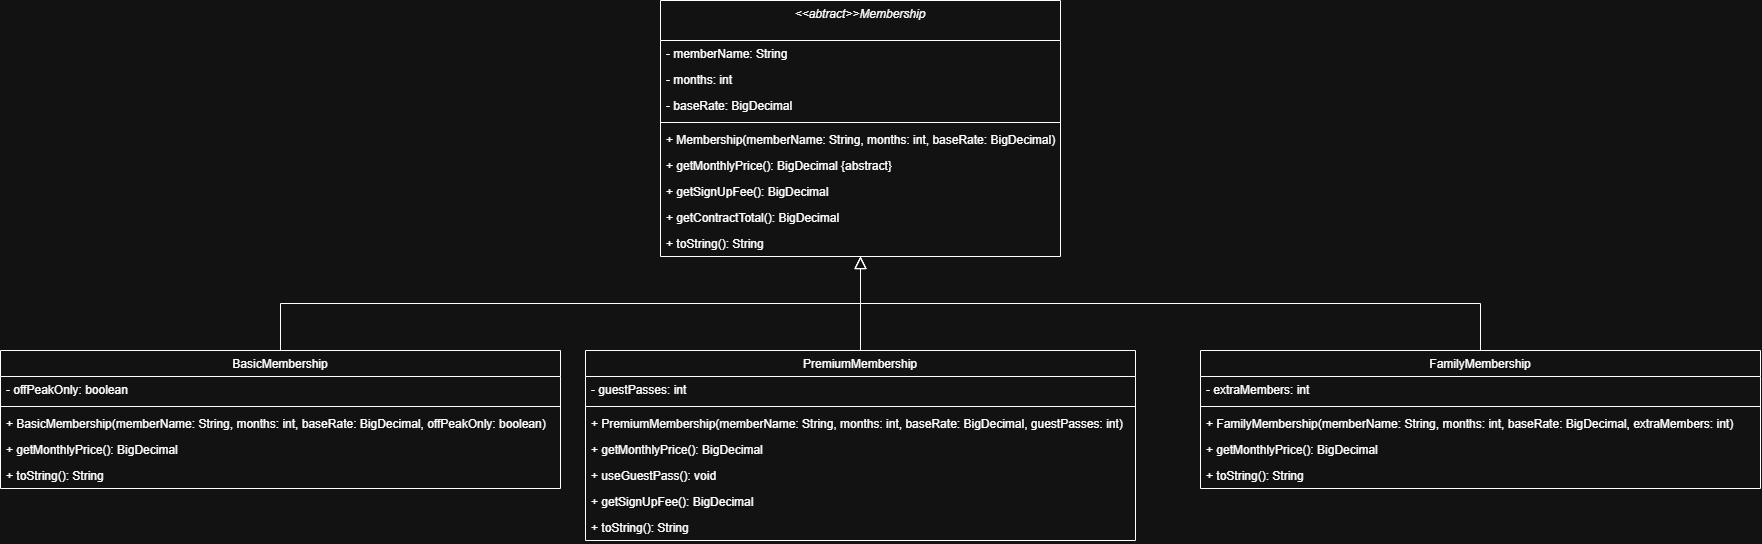 <<abtract>>Membership
- memberName: String
- months: int
- baseRate: BigDecimal
+ Membership(memberName: String, months: int, baseRate: BigDecimal)
+ getMonthlyPrice(): BigDecimal {abstract}
+ getSignUpFee(): BigDecimal
+ getContractTotal(): BigDecimal
+ toString(): String
BasicMembership
- offPeakOnly: boolean
+ BasicMembership(memberName: String, months: int, baseRate: BigDecimal, offPeakOnly: boolean)
+ getMonthlyPrice(): BigDecimal
+ toString(): String
PremiumMembership
- guestPasses: int
+ PremiumMembership(memberName: String, months: int, baseRate: BigDecimal, guestPasses: int)
+ getMonthlyPrice(): BigDecimal
+ useGuestPass(): void
+ getSignUpFee(): BigDecimal
+ toString(): String
FamilyMembership
- extraMembers: int
+ FamilyMembership(memberName: String, months: int, baseRate: BigDecimal, extraMembers: int)
+ getMonthlyPrice(): BigDecimal
+ toString(): String